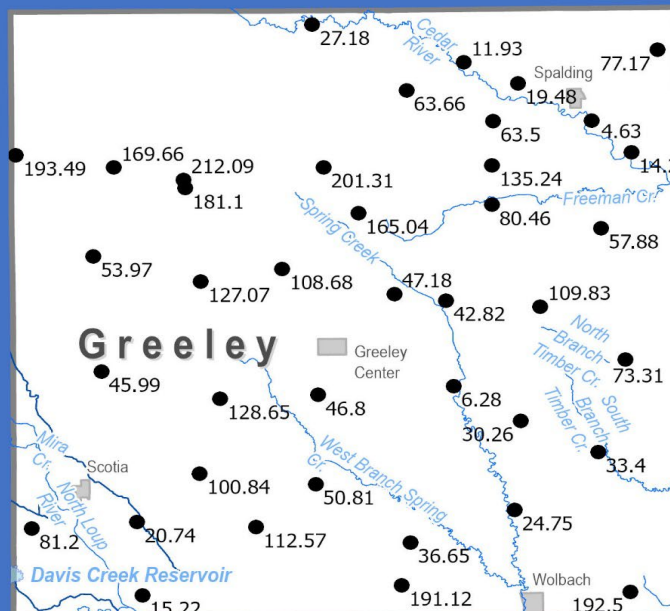 27.18
Cedar
River
11.93
77.17
Spalding
19.48
63.66
63.5
4.63
193.49
169.66
212.09
181.1
201.31
135.24
Freeman Cr.
80.46
165.04
Spring Creek
57.88
53.97
127.07
108.68
47.18
42.82
109.83
North
Branch
Timber Cr.
73.31
Greeley
Greeley
Center
45.99
128.65
46.8
6.28
30.26
South
Branch
Timber Cr.
33.4
Mira
Cr.
Scotia
North Loup
River
100.84
50.81
West Branch Spring
Cr.
24.75
81.2
20.74
112.57
36.65
Davis Creek Reservoir
191.12
Wolbach
192.5
15.22